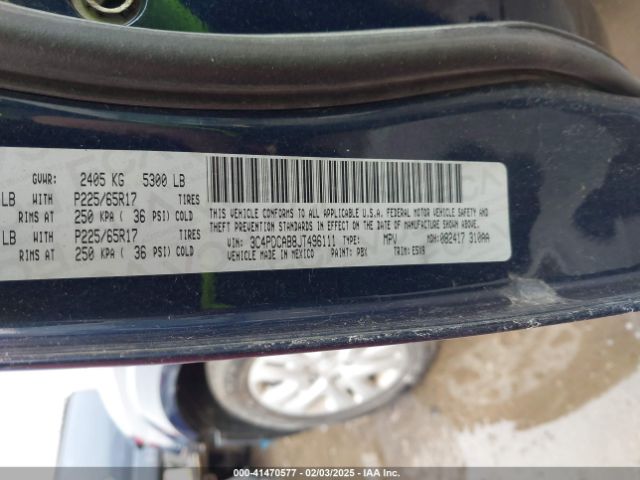 GVWR: 2405 KG 5300 LB
LB WITH P225/65R17 TIRES
RIMS AT 250 KPA ( 36 PSI) COLD
LB WITH P225/65R17 TIRES
RIMS AT 250 KPA ( 36 PSI) COLD
THIS VEHICLE CONFORMS TO ALL APPLICABLE U.S.A. FEDERAL MOTOR VEHICLE SAFETY AND
THEFT PREVENTION STANDARDS IN EFFECT ON THE DATE OF MANUFACTURE SHOWN ABOVE.
VIN: 3C4PDCAB8JT496111 TYPE: MPV MDH: 082417 310AA
VEHICLE MADE IN MEXICO PAINT: PBX TRIM:
000-41470577 - 02/03/2025 - IAA Inc.